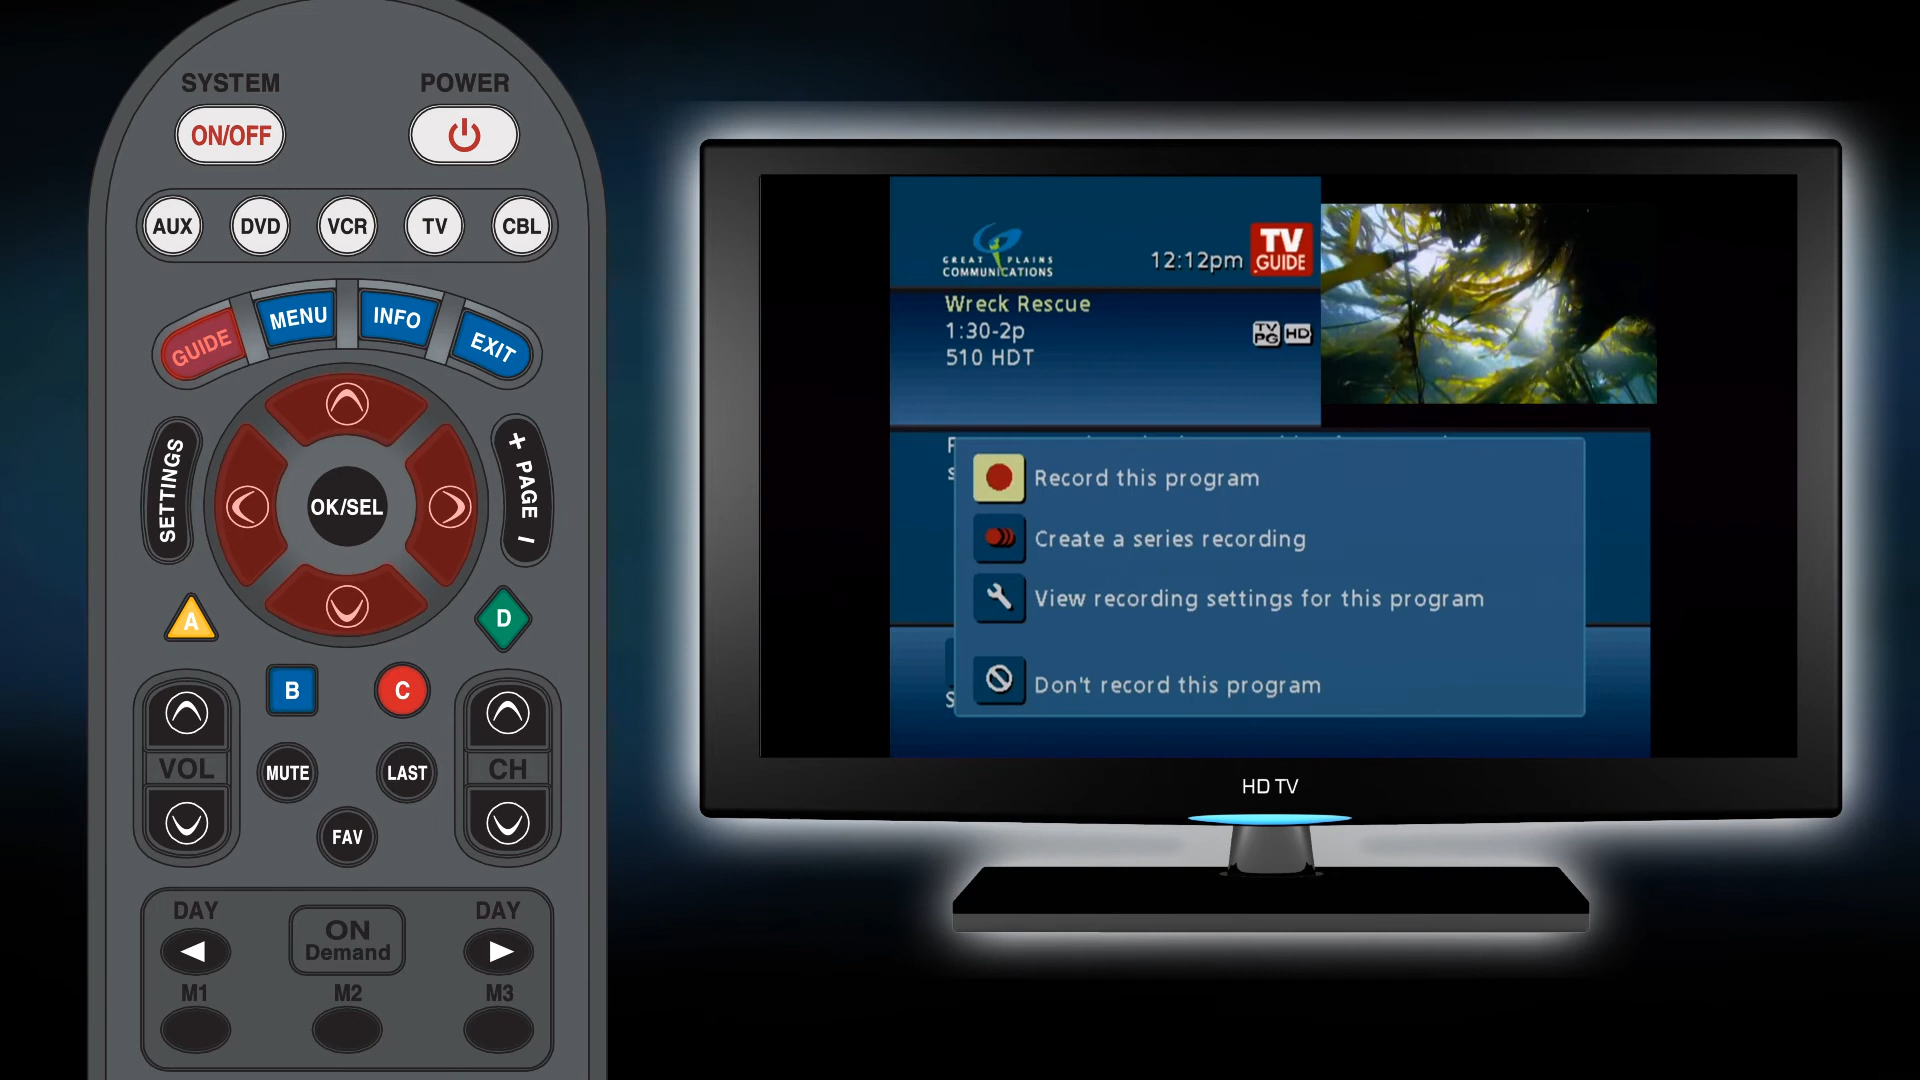 SYSTEM
POWER
ON/OFF
AUX
DVD
VCR
TV
CBL
GUIDE
MENU
INFO
EXIT
SETTINGS
OK/SEL
+ PAGE -
A
D
B
C
VOL
MUTE
LAST
CH
FAV
DAY
ON
Demand
DAY
M1
M2
M3
GREAT PLAINS
COMMUNICATIONS
12:12pm
TV
GUIDE
Wreck Rescue
1:30-2p
510 HDT
TV
PG
HD
Record this program
Create a series recording
View recording settings for this program
Don't record this program
HD TV